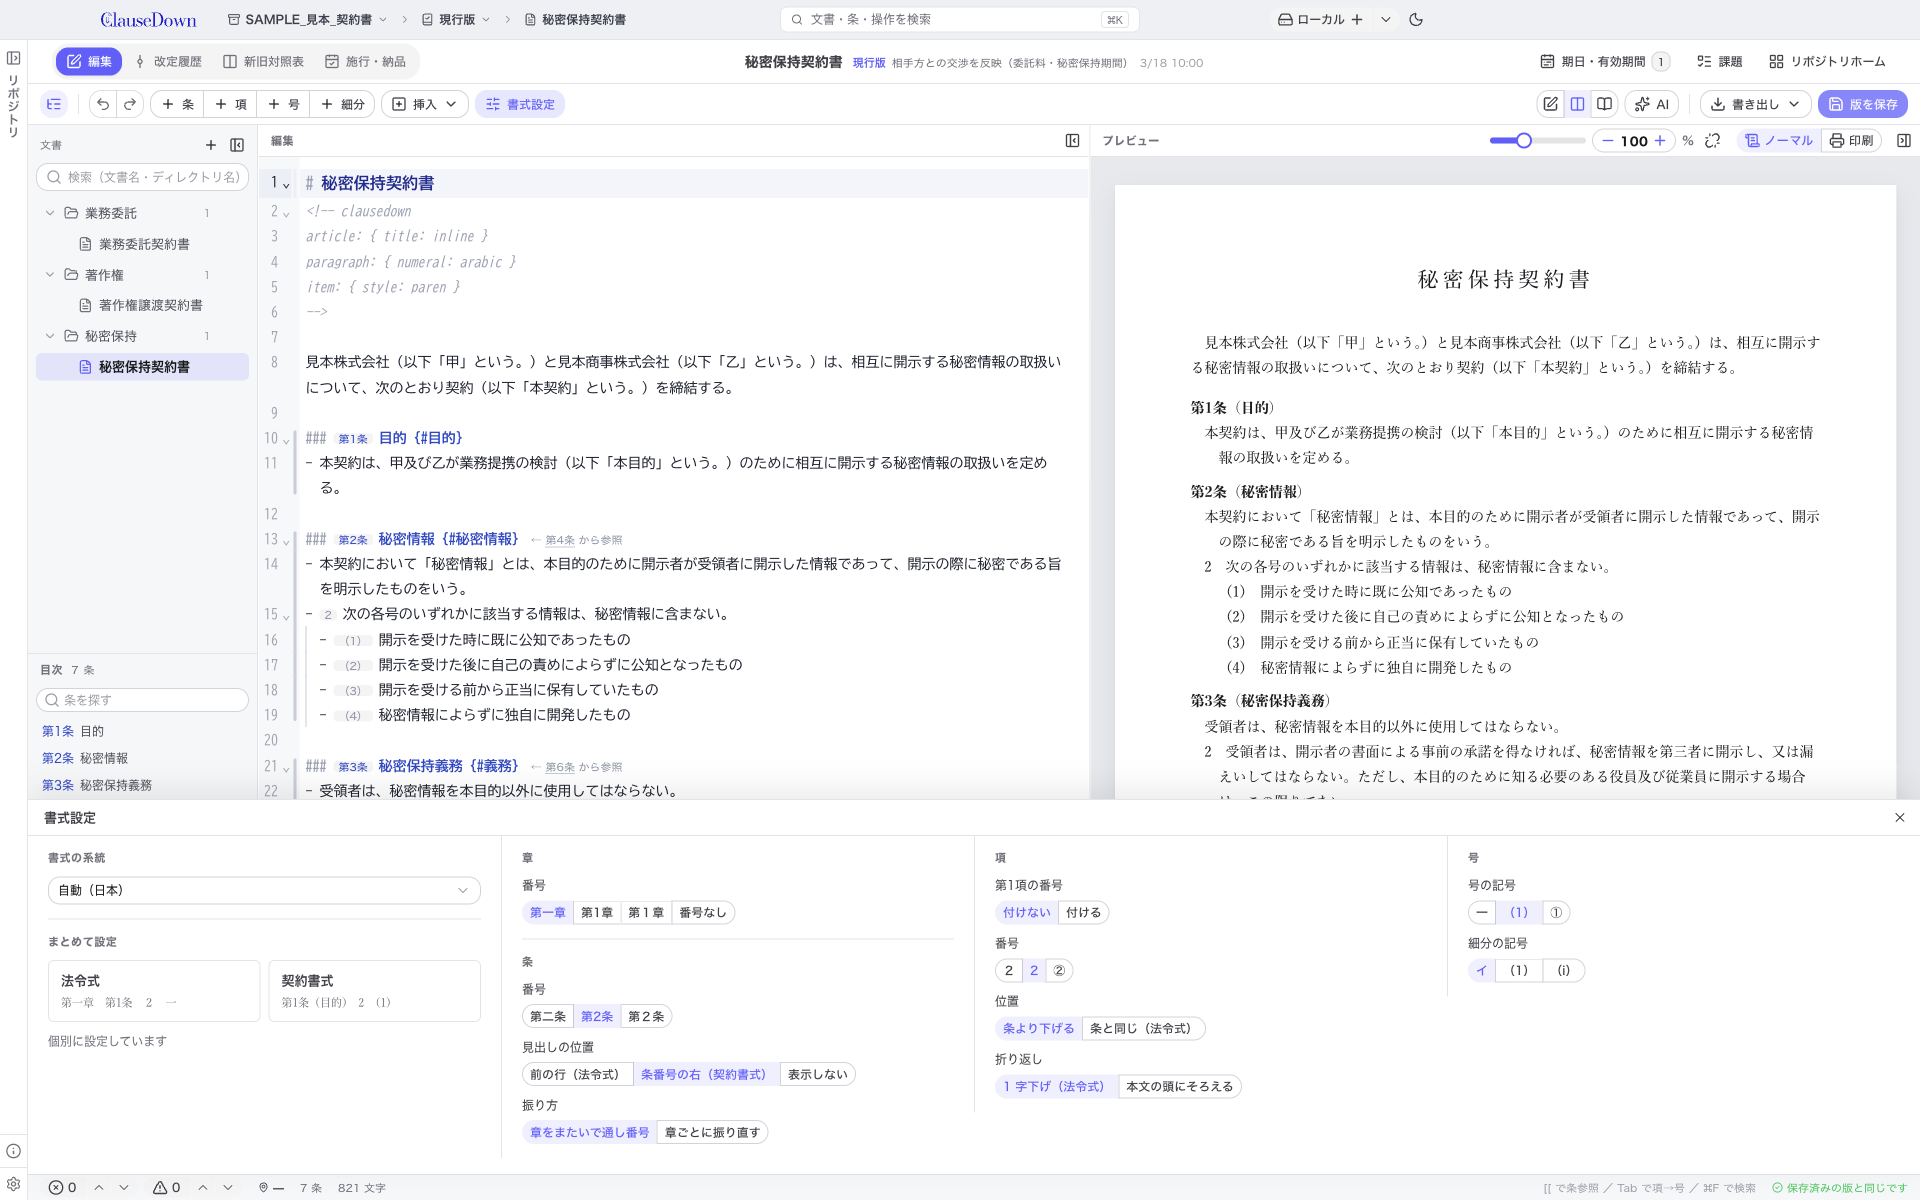 ClauseDown
SAMPLE_見本_契約書
現行版
秘密保持契約書
文書・条・操作を検索
⌘K
ローカル
リポジトリ
編集
改定履歴
新旧対照表
施行・納品
秘密保持契約書 現行版 相手方との交渉を反映（委託料・秘密保持期間） 3/18 10:00
期日・有効期間 1
課題
リポジトリホーム
+ 条
+ 項
+ 号
+ 細分
挿入
書式設定
AI
書き出し
版を保存
文書
検索（文書名・ディレクトリ名）
業務委託 1
業務委託契約書
著作権 1
著作権譲渡契約書
秘密保持 1
秘密保持契約書
目次 7 条
条を探す
第1条 目的
第2条 秘密情報
第3条 秘密保持義務
編集
1 # 秘密保持契約書
2 <!-- clausedown
3 article: { title: inline }
4 paragraph: { numeral: arabic }
5 item: { style: paren }
6 -->
7
8 見本株式会社（以下「甲」という。）と見本商事株式会社（以下「乙」という。）は、相互に開示する秘密情報の取扱い
について、次のとおり契約（以下「本契約」という。）を締結する。
9
10 ### 第1条 目的 {#目的}
11 - 本契約は、甲及び乙が業務提携の検討（以下「本目的」という。）のために相互に開示する秘密情報の取扱いを定め
る。
12
13 ### 第2条 秘密情報 {#秘密情報} ← 第4条 から参照
14 - 本契約において「秘密情報」とは、本目的のために開示者が受領者に開示した情報であって、開示の際に秘密である旨
を明示したものをいう。
15 - 2 次の各号のいずれかに該当する情報は、秘密情報に含まない。
16 - （1） 開示を受けた時に既に公知であったもの
17 - （2） 開示を受けた後に自己の責めによらずに公知となったもの
18 - （3） 開示を受ける前から正当に保有していたもの
19 - （4） 秘密情報によらずに独自に開発したもの
20
21 ### 第3条 秘密保持義務 {#義務} ← 第6条 から参照
22 - 受領者は、秘密情報を本目的以外に使用してはならない。
プレビュー
100 %
ノーマル
印刷
秘密保持契約書
見本株式会社（以下「甲」という。）と見本商事株式会社（以下「乙」という。）は、相互に開示す
る秘密情報の取扱いについて、次のとおり契約（以下「本契約」という。）を締結する。
第1条（目的）
本契約は、甲及び乙が業務提携の検討（以下「本目的」という。）のために相互に開示する秘密情
報の取扱いを定める。
第2条（秘密情報）
本契約において「秘密情報」とは、本目的のために開示者が受領者に開示した情報であって、開示
の際に秘密である旨を明示したものをいう。
2 次の各号のいずれかに該当する情報は、秘密情報に含まない。
（1） 開示を受けた時に既に公知であったもの
（2） 開示を受けた後に自己の責めによらずに公知となったもの
（3） 開示を受ける前から正当に保有していたもの
（4） 秘密情報によらずに独自に開発したもの
第3条（秘密保持義務）
受領者は、秘密情報を本目的以外に使用してはならない。
2 受領者は、開示者の書面による事前の承諾を得なければ、秘密情報を第三者に開示し、又は漏
えいしてはならない。ただし、本目的のために知る必要のある役員及び従業員に開示する場合
書式設定
書式の系統
自動（日本）
まとめて設定
法令式
第一章 第1条 2 一
契約書式
第1条（目的） 2 （1）
個別に設定しています
章
番号
第一章 第1章 第１章 番号なし
条
番号
第二条 第2条 第２条
見出しの位置
前の行（法令式） 条番号の右（契約書式） 表示しない
振り方
章をまたいで通し番号 章ごとに振り直す
項
第1項の番号
付けない 付ける
番号
2 2 ②
位置
条より下げる 条と同じ（法令式）
折り返し
1 字下げ（法令式） 本文の頭にそろえる
号
号の記号
一 （1） ①
細分の記号
イ （1） (i)
0
0
—
7 条
821 文字
[[ で条参照 ／ Tab で項→号 ／ ⌘F で検索
保存済みの版と同じです